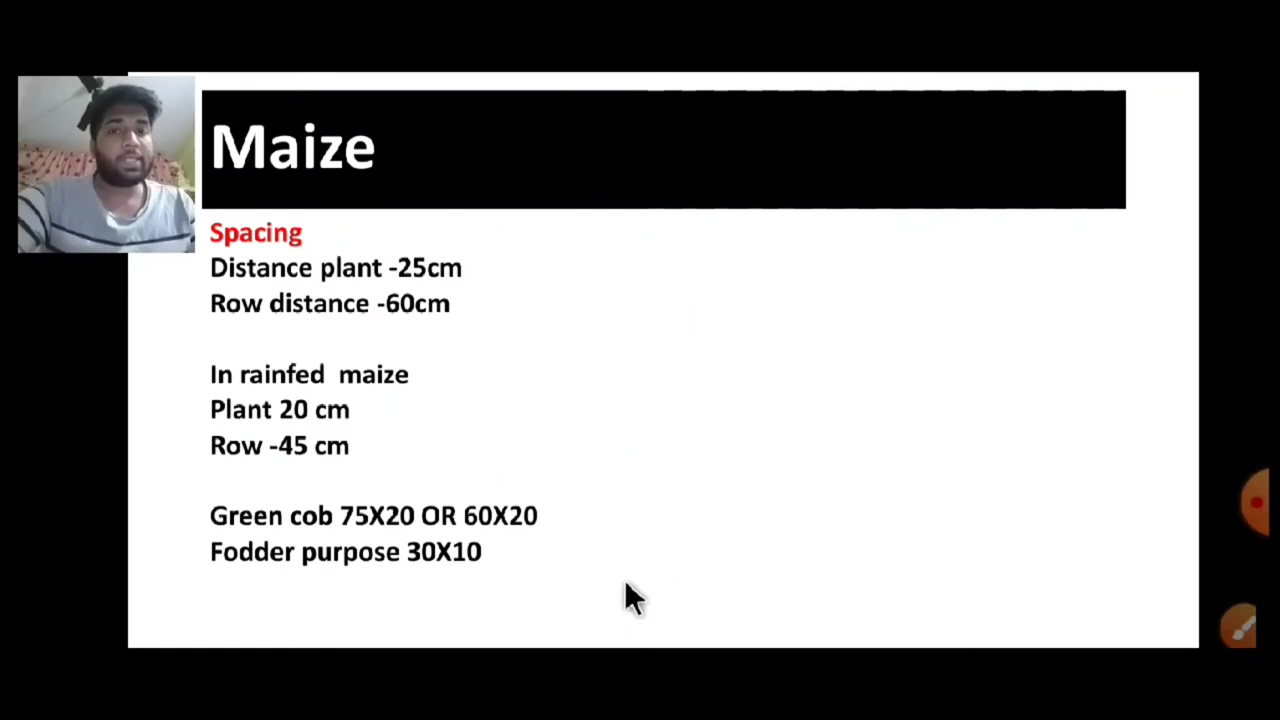 Maize
Spacing
Distance plant -25cm
Row distance -60cm
In rainfed maize
Plant 20 cm
Row -45 cm
Green cob 75X20 OR 60X20
Fodder purpose 30X10